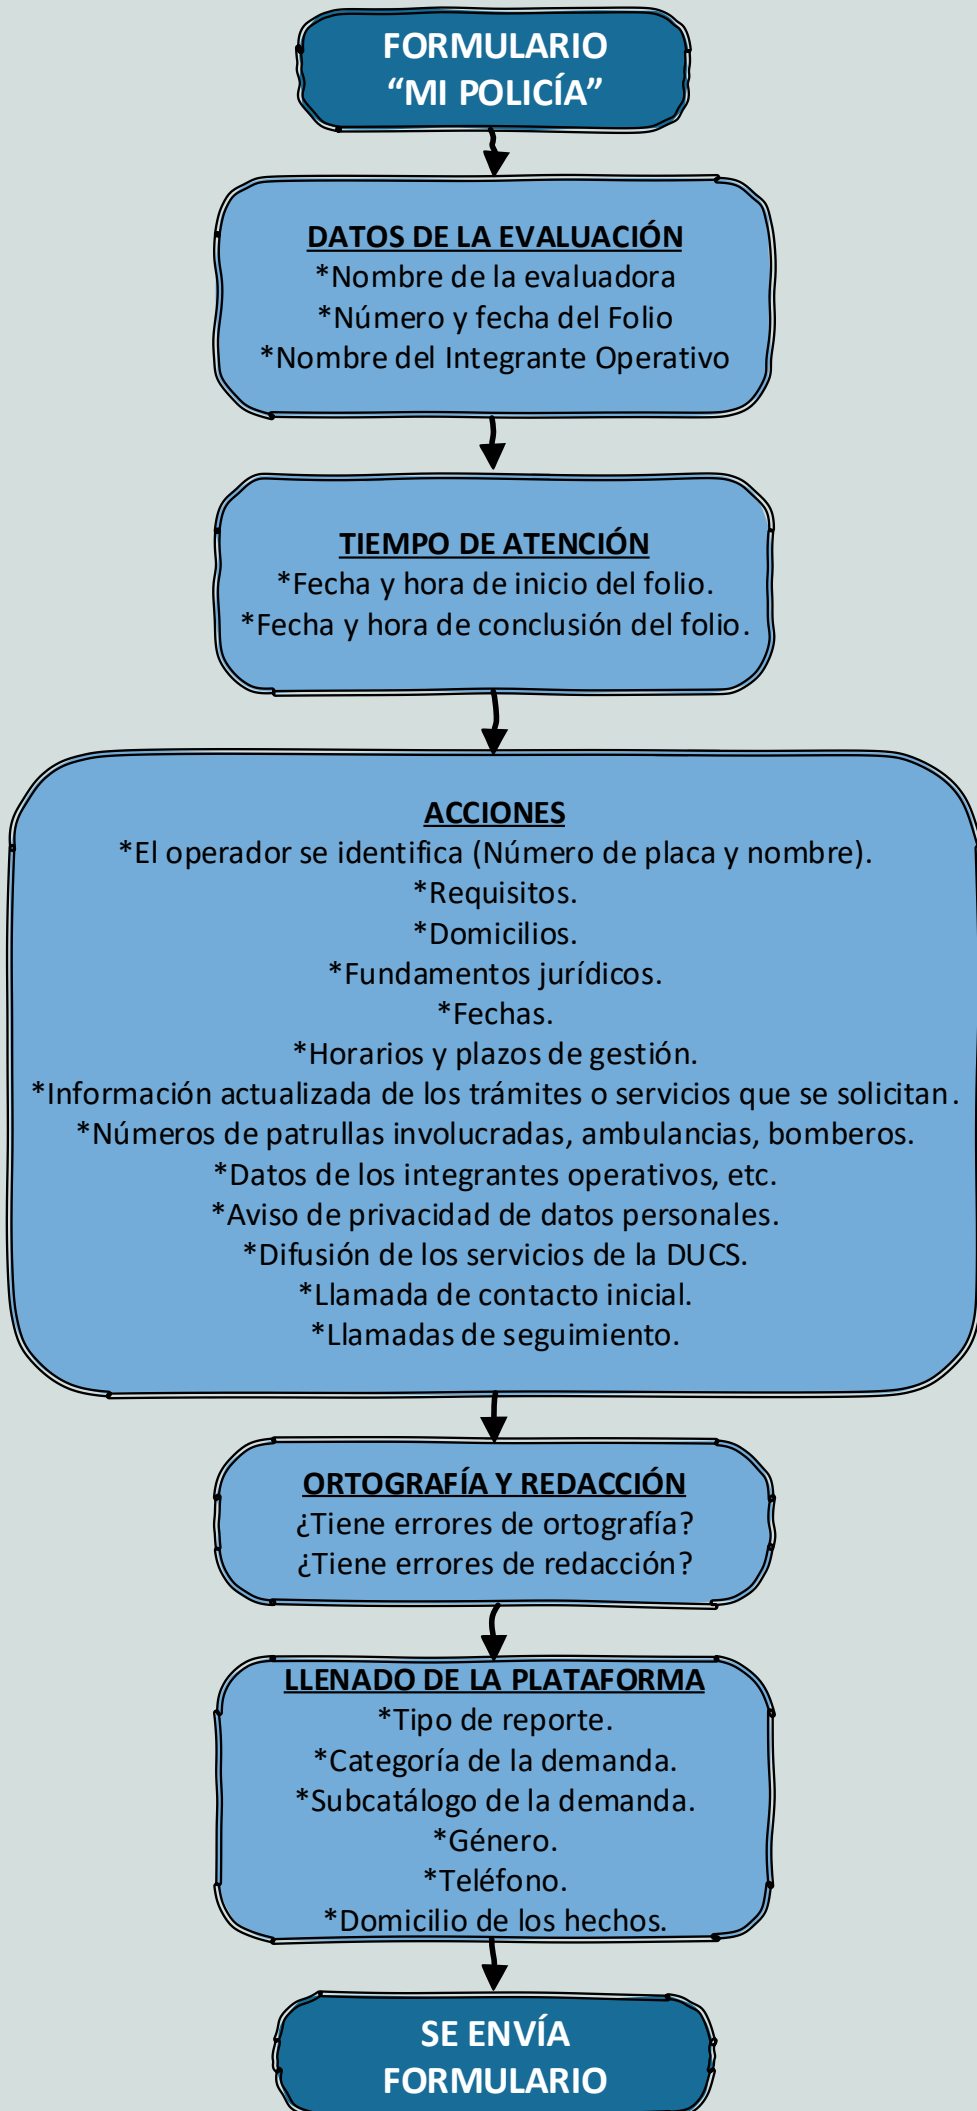 FORMULARIO
“MI POLICÍA”
DATOS DE LA EVALUACIÓN
*Nombre de la evaluadora
*Número y fecha del Folio
*Nombre del Integrante Operativo
TIEMPO DE ATENCIÓN
*Fecha y hora de inicio del folio.
*Fecha y hora de conclusión del folio.
ACCIONES
*El operador se identifica (Número de placa y nombre).
*Requisitos.
*Domicilios.
*Fundamentos jurídicos.
*Fechas.
*Horarios y plazos de gestión.
*Información actualizada de los trámites o servicios que se solicitan.
*Números de patrullas involucradas, ambulancias, bomberos.
*Datos de los integrantes operativos, etc.
*Aviso de privacidad de datos personales.
*Difusión de los servicios de la DUCS.
*Llamada de contacto inicial.
*Llamadas de seguimiento.
ORTOGRAFÍA Y REDACCIÓN
¿Tiene errores de ortografía?
¿Tiene errores de redacción?
LLENADO DE LA PLATAFORMA
*Tipo de reporte.
*Categoría de la demanda.
*Subcatálogo de la demanda.
*Género.
*Teléfono.
*Domicilio de los hechos.
SE ENVÍA
FORMULARIO